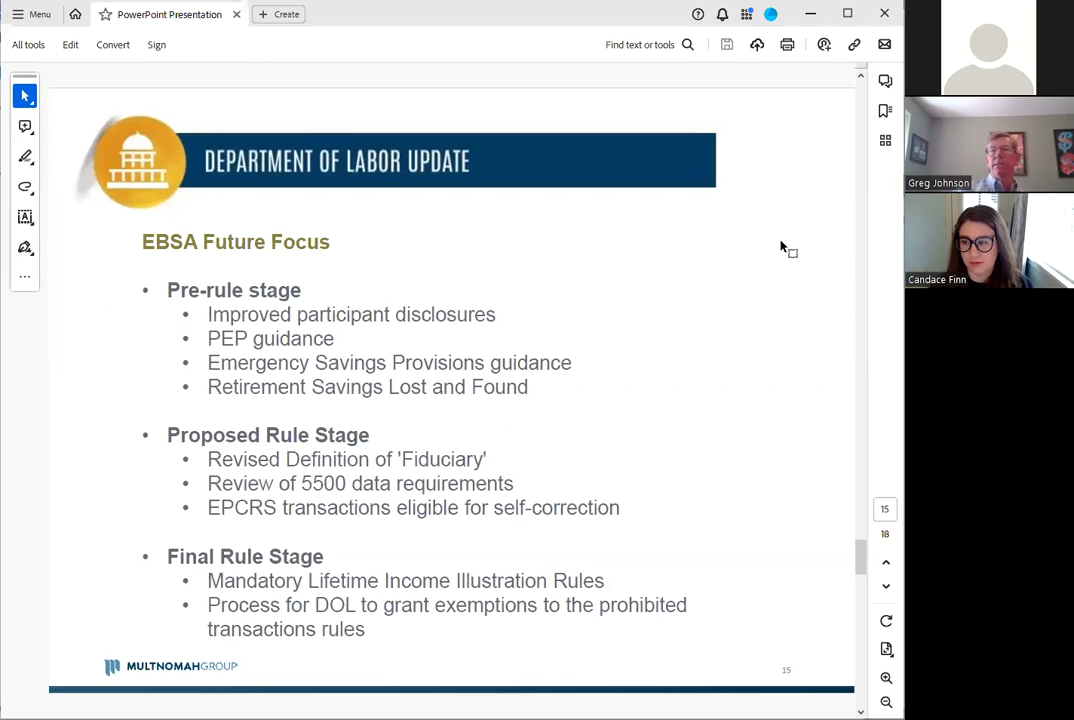 Menu
PowerPoint Presentation
Create
All tools
Edit
Convert
Sign
Find text or tools
DEPARTMENT OF LABOR UPDATE
EBSA Future Focus
• Pre-rule stage
• Improved participant disclosures
• PEP guidance
• Emergency Savings Provisions guidance
• Retirement Savings Lost and Found
• Proposed Rule Stage
• Revised Definition of 'Fiduciary'
• Review of 5500 data requirements
• EPCRS transactions eligible for self-correction
• Final Rule Stage
• Mandatory Lifetime Income Illustration Rules
• Process for DOL to grant exemptions to the prohibited
transactions rules
MULTNOMAHGROUP
15
15
18
Greg Johnson
Candace Finn